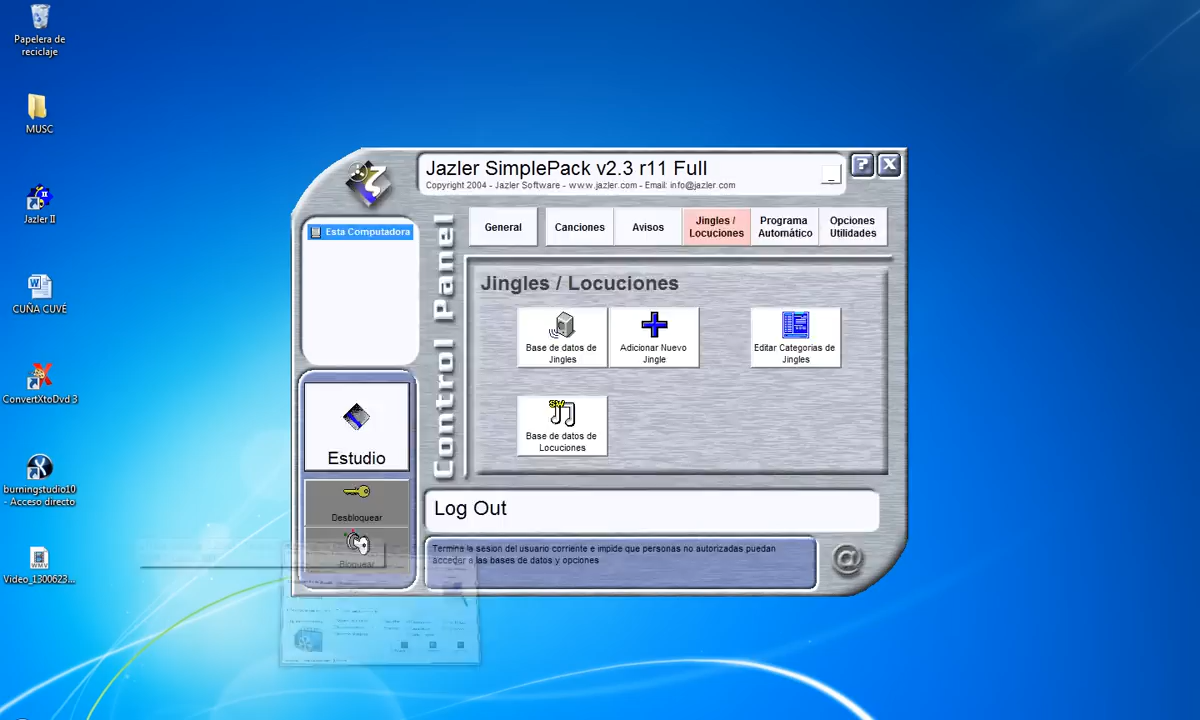 Papelera de
reciclaje
MUSC
Jazler II
CUÑA CUVÉ
ConvertXtoDvd 3
burningstudio10
- Acceso directo
Video_1300623...
Jazler SimplePack v2.3 r11 Full
Copyright 2004 - Jazler Software - www.jazler.com - Email: info@jazler.com
_
?
X
Esta Computadora
Control Panel
General
Canciones
Avisos
Jingles /
Locuciones
Programa
Automático
Opciones
Utilidades
Jingles / Locuciones
Base de datos de
Jingles
Adicionar Nuevo
Jingle
Editar Categorias de
Jingles
SW
Base de datos de
Locuciones
Estudio
Desbloquear
Bloquear
Log Out
Termina la sesion del usuario corriente e impide que personas no autorizadas puedan
acceder a las bases de datos y opciones
@